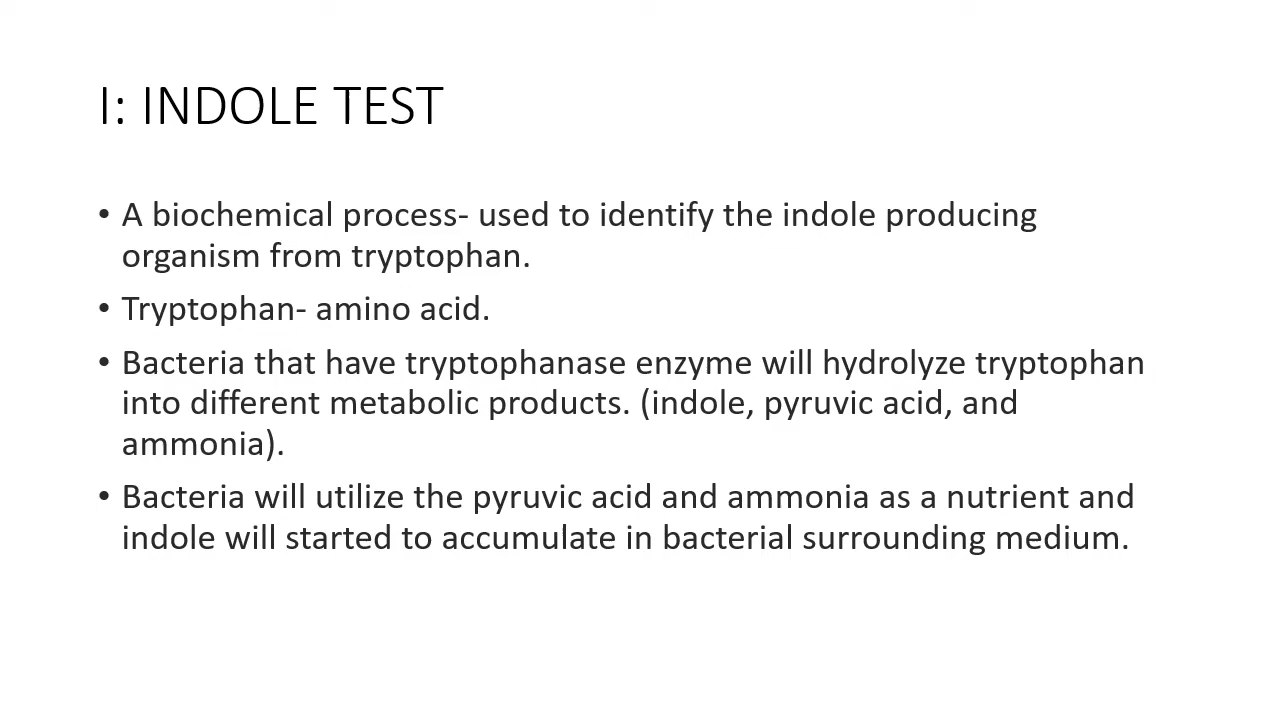 I: INDOLE TEST
• A biochemical process- used to identify the indole producing
organism from tryptophan.
• Tryptophan- amino acid.
• Bacteria that have tryptophanase enzyme will hydrolyze tryptophan
into different metabolic products. (indole, pyruvic acid, and
ammonia).
• Bacteria will utilize the pyruvic acid and ammonia as a nutrient and
indole will started to accumulate in bacterial surrounding medium.